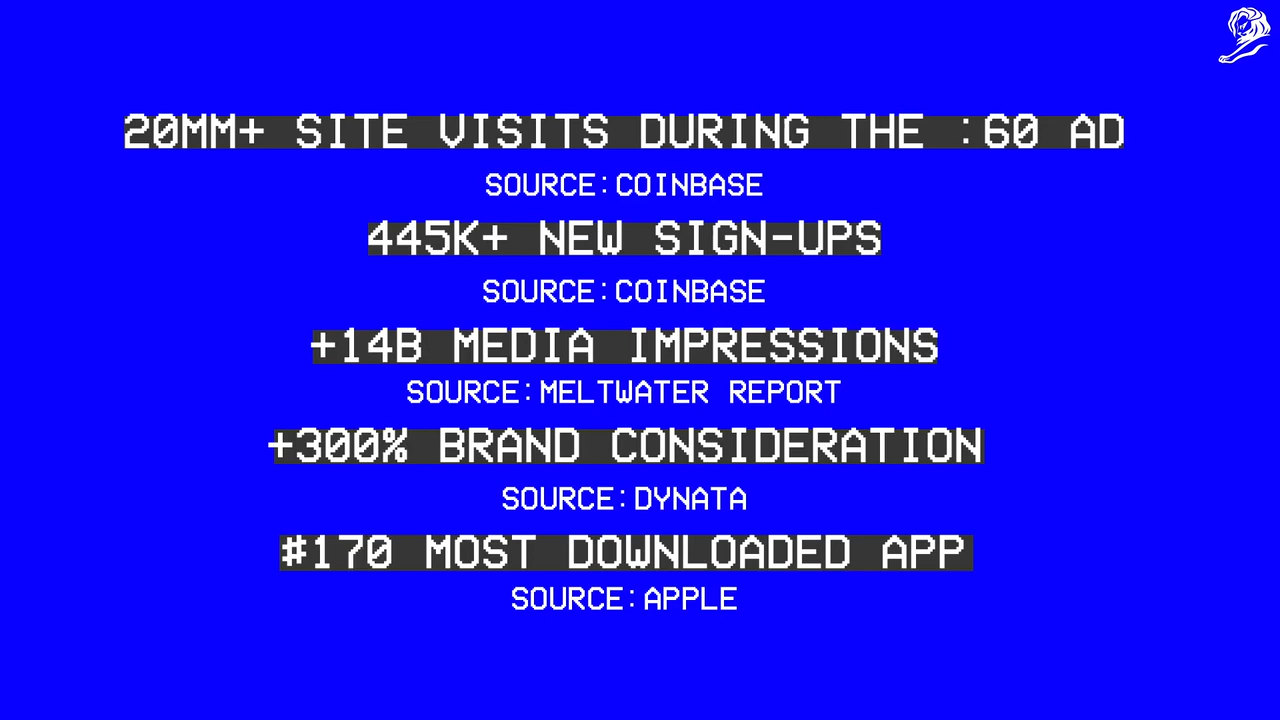 20MM+ SITE VISITS DURING THE :60 AD
SOURCE:COINBASE
445K+ NEW SIGN-UPS
SOURCE:COINBASE
+14B MEDIA IMPRESSIONS
SOURCE:MELTWATER REPORT
+300% BRAND CONSIDERATION
SOURCE:DYNATA
#170 MOST DOWNLOADED APP
SOURCE:APPLE